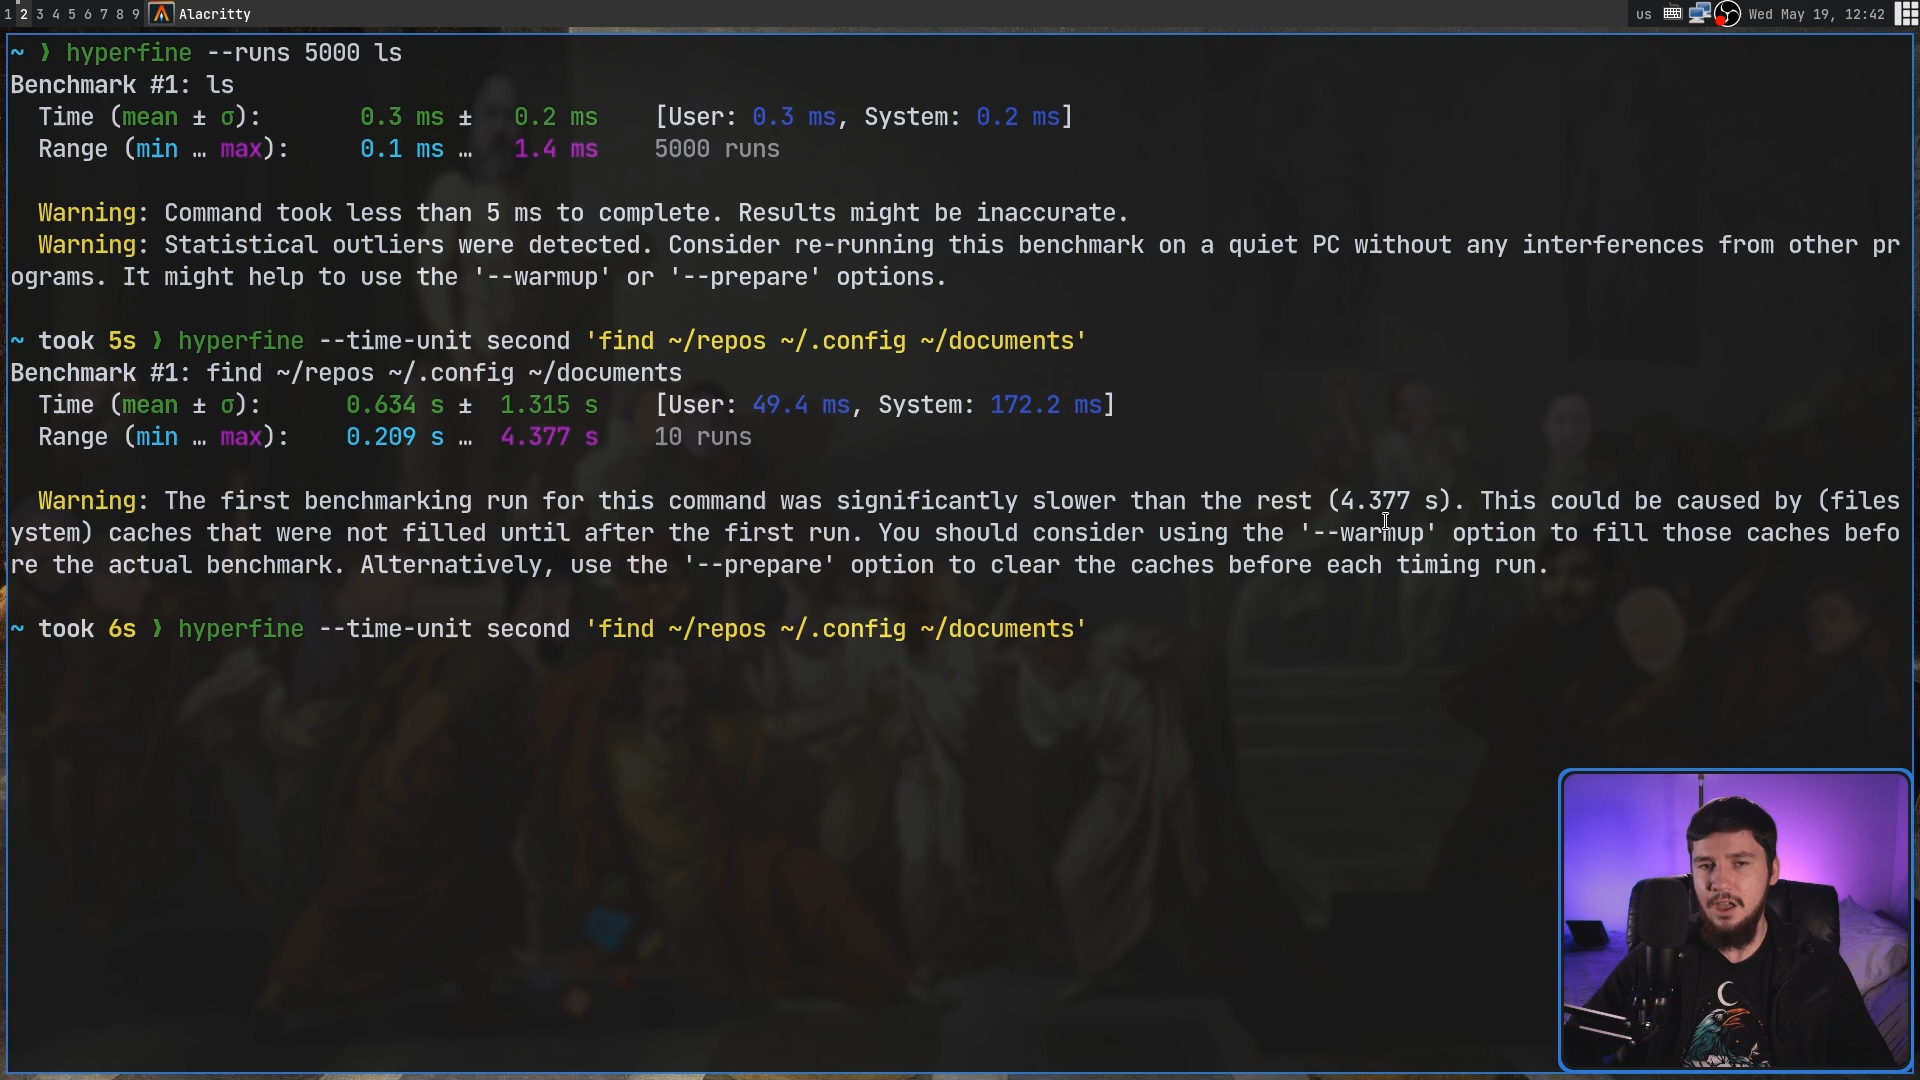 1 2 3 4 5 6 7 8 9 Alacritty us Wed May 19, 12:42
~ ❯ hyperfine --runs 5000 ls
Benchmark #1: ls
Time (mean ± σ): 0.3 ms ± 0.2 ms [User: 0.3 ms, System: 0.2 ms]
Range (min … max): 0.1 ms … 1.4 ms 5000 runs
Warning: Command took less than 5 ms to complete. Results might be inaccurate.
Warning: Statistical outliers were detected. Consider re-running this benchmark on a quiet PC without any interferences from other pr
ograms. It might help to use the '--warmup' or '--prepare' options.
~ took 5s ❯ hyperfine --time-unit second 'find ~/repos ~/.config ~/documents'
Benchmark #1: find ~/repos ~/.config ~/documents
Time (mean ± σ): 0.634 s ± 1.315 s [User: 49.4 ms, System: 172.2 ms]
Range (min … max): 0.209 s … 4.377 s 10 runs
Warning: The first benchmarking run for this command was significantly slower than the rest (4.377 s). This could be caused by (files
ystem) caches that were not filled until after the first run. You should consider using the '--warmup' option to fill those caches befo
re the actual benchmark. Alternatively, use the '--prepare' option to clear the caches before each timing run.
~ took 6s ❯ hyperfine --time-unit second 'find ~/repos ~/.config ~/documents'